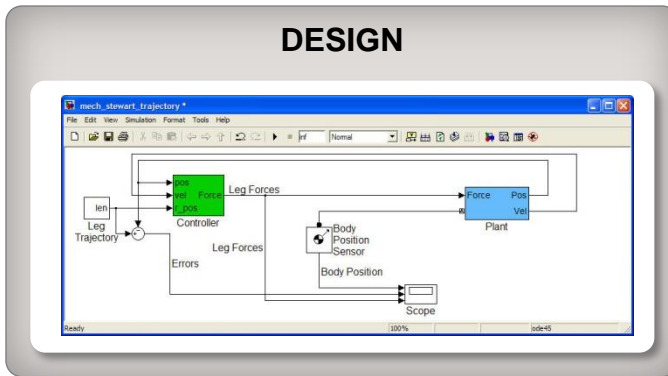 DESIGN
mech_stewart_trajectory *
File Edit View Simulation Format Tools Help
inf Normal
pos
vel Force
r_pos
Controller
Leg Forces
Force Pos
Vel
Plant
len
Leg
Trajectory
Leg Forces
Body
Position
Sensor
Errors
Body Position
Scope
Ready 100% ode45